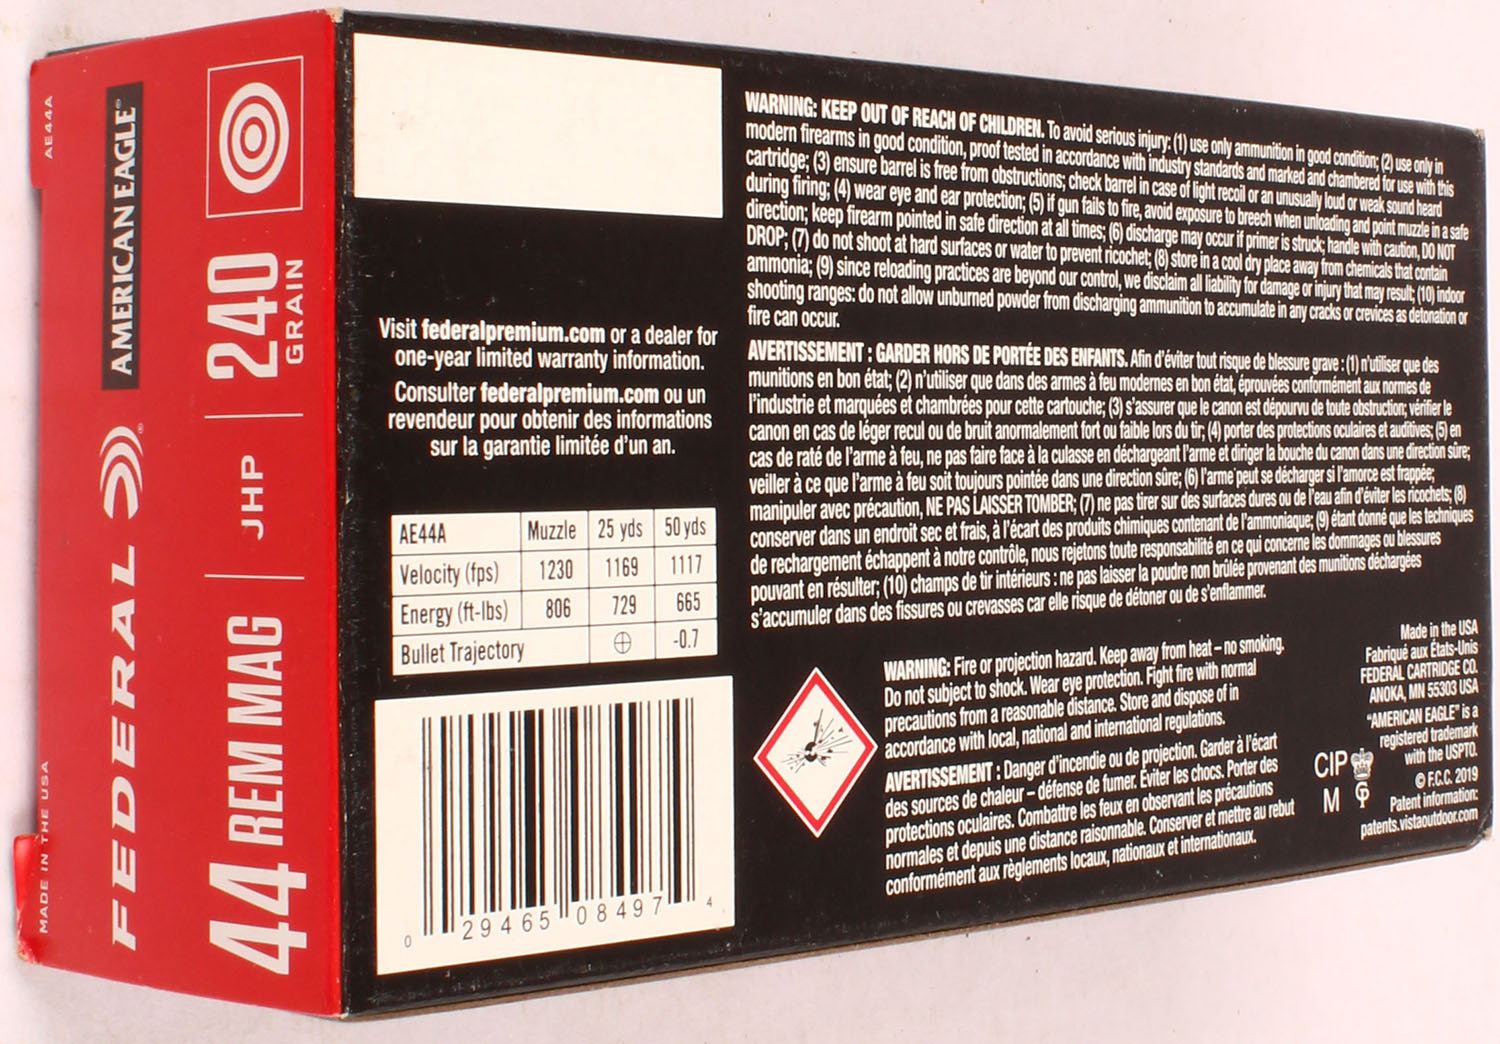 AE44A
MADE IN THE USA
FEDERAL® AMERICAN EAGLE®
44 REM MAG JHP 240 GRAIN
Visit federalpremium.com or a dealer for
one-year limited warranty information.
Consulter federalpremium.com ou un
revendeur pour obtenir des informations
sur la garantie limitée d'un an.
AE44A Muzzle 25 yds 50 yds
Velocity (fps) 1230 1169 1117
Energy (ft-lbs) 806 729 665
Bullet Trajectory ⊕ -0.7
0 29465 08497 4
WARNING: KEEP OUT OF REACH OF CHILDREN. To avoid serious injury: (1) use only ammunition in good condition; (2) use only in
modern firearms in good condition, proof tested in accordance with industry standards and marked and chambered for use with this
cartridge; (3) ensure barrel is free from obstructions; check barrel in case of light recoil or an unusually loud or weak sound heard
during firing; (4) wear eye and ear protection; (5) if gun fails to fire, avoid exposure to breech when unloading and point muzzle in a safe
direction; keep firearm pointed in safe direction at all times; (6) discharge may occur if primer is struck; handle with caution, DO NOT
DROP; (7) do not shoot at hard surfaces or water to prevent ricochet; (8) store in a cool dry place away from chemicals that contain
ammonia; (9) since reloading practices are beyond our control, we disclaim all liability for damage or injury that may result; (10) indoor
shooting ranges: do not allow unburned powder from discharging ammunition to accumulate in any cracks or crevices as detonation or
fire can occur.
AVERTISSEMENT : GARDER HORS DE PORTÉE DES ENFANTS. Afin d'éviter tout risque de blessure grave : (1) n'utiliser que des
munitions en bon état; (2) n'utiliser que dans des armes à feu modernes en bon état, éprouvées conformément aux normes de
l'industrie et marquées et chambrées pour cette cartouche; (3) s'assurer que le canon est dépourvu de toute obstruction; vérifier le
canon en cas de léger recul ou de bruit anormalement fort ou faible lors du tir; (4) porter des protections oculaires et auditives; (5) en
cas de raté de l'arme à feu, ne pas faire face à la culasse en déchargeant l'arme et diriger la bouche du canon dans une direction sûre;
veiller à ce que l'arme à feu soit toujours pointée dans une direction sûre; (6) l'arme peut se décharger si l'amorce est frappée;
manipuler avec précaution, NE PAS LAISSER TOMBER; (7) ne pas tirer sur des surfaces dures ou de l'eau afin d'éviter les ricochets; (8)
conserver dans un endroit sec et frais, à l'écart des produits chimiques contenant de l'ammoniaque; (9) étant donné que les techniques
de rechargement échappent à notre contrôle, nous rejetons toute responsabilité en ce qui concerne les dommages ou blessures
pouvant en résulter; (10) champs de tir intérieurs : ne pas laisser la poudre non brûlée provenant des munitions déchargées
s'accumuler dans des fissures ou crevasses car elle risque de détoner ou de s'enflammer.
WARNING: Fire or projection hazard. Keep away from heat – no smoking.
Do not subject to shock. Wear eye protection. Fight fire with normal
precautions from a reasonable distance. Store and dispose of in
accordance with local, national and international regulations.
AVERTISSEMENT : Danger d'incendie ou de projection. Garder à l'écart
des sources de chaleur – défense de fumer. Éviter les chocs. Porter des
protections oculaires. Combattre les feux en observant les précautions
normales et depuis une distance raisonnable. Conserver et mettre au rebut
conformément aux règlements locaux, nationaux et internationaux.
Made in the USA
Fabriqué aux États-Unis
FEDERAL CARTRIDGE CO.
ANOKA, MN 55303 USA
"AMERICAN EAGLE" is a
registered trademark
with the USPTO.
© F.C.C. 2019
Patent information:
patents.vistaoutdoor.com
CIP
M